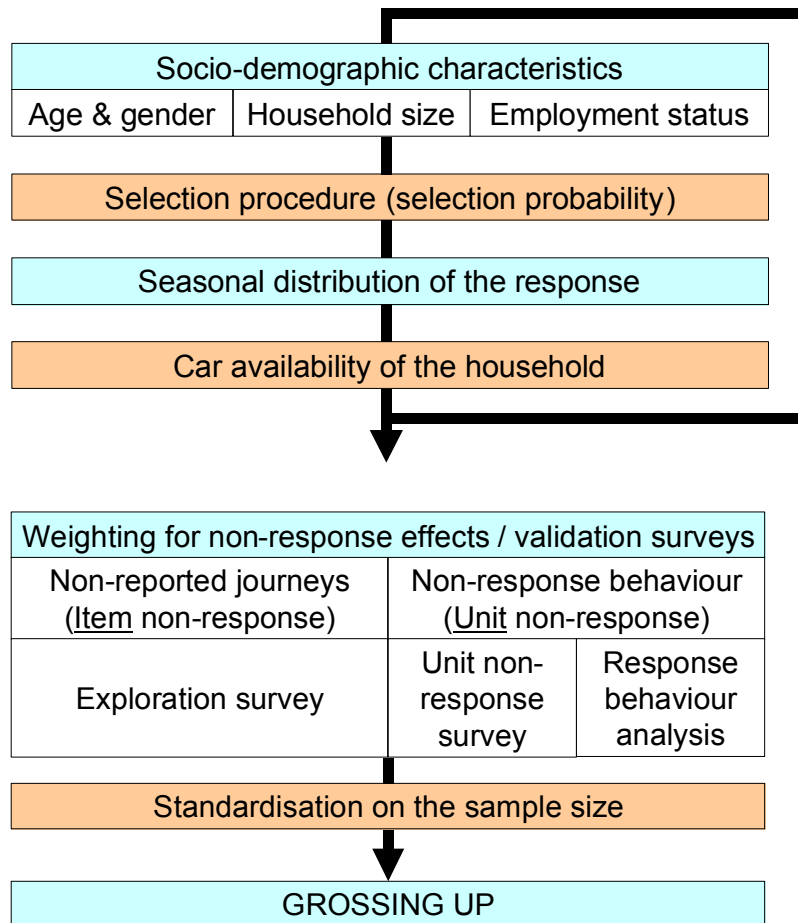 Socio-demographic characteristics
Age & gender
Household size
Employment status
Selection procedure (selection probability)
Seasonal distribution of the response
Car availability of the household
Weighting for non-response effects / validation surveys
Non-reported journeys
(Item non-response)
Non-response behaviour
(Unit non-response)
Exploration survey
Unit non-
response
survey
Response
behaviour
analysis
Standardisation on the sample size
GROSSING UP